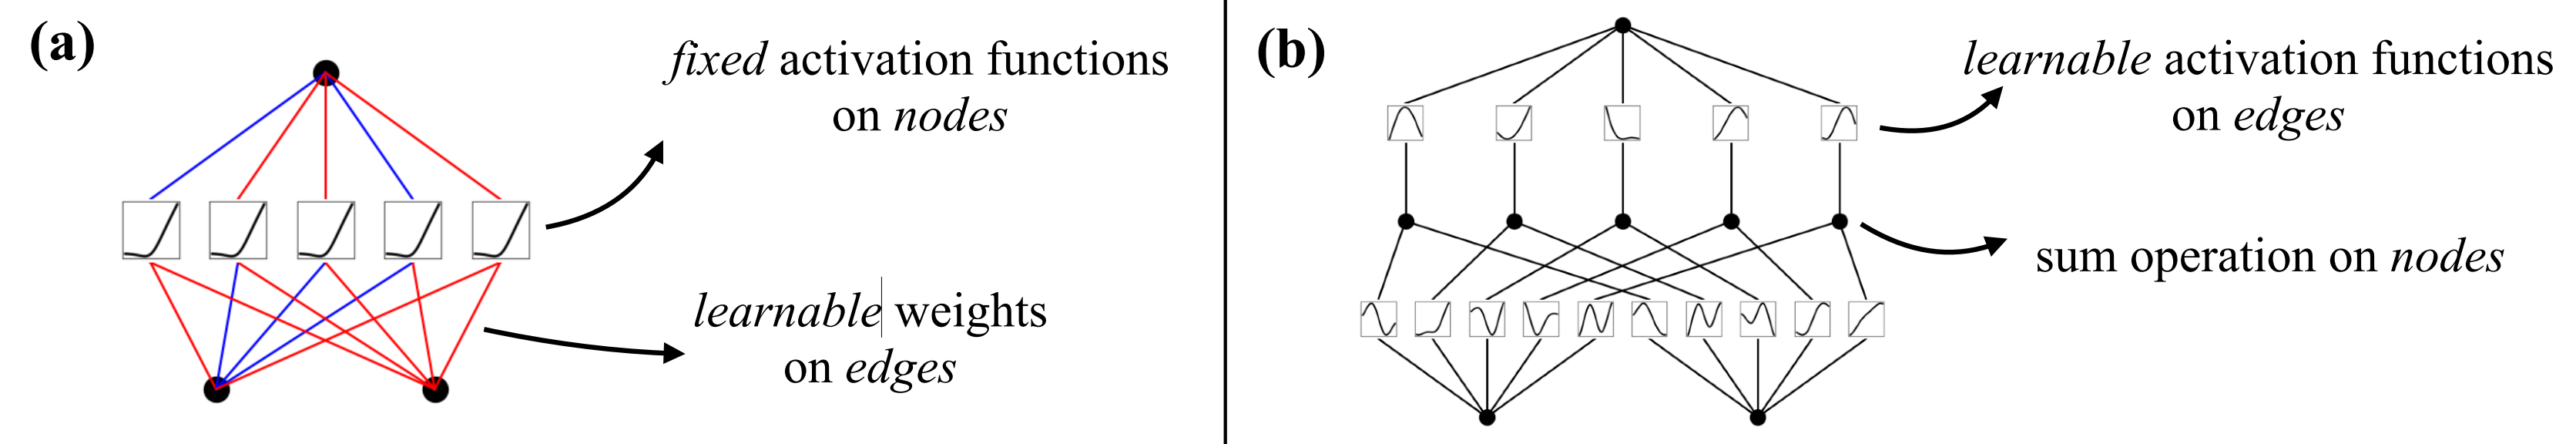 (a)
fixed activation functions
on nodes
learnable weights
on edges
(b)
learnable activation functions
on edges
sum operation on nodes